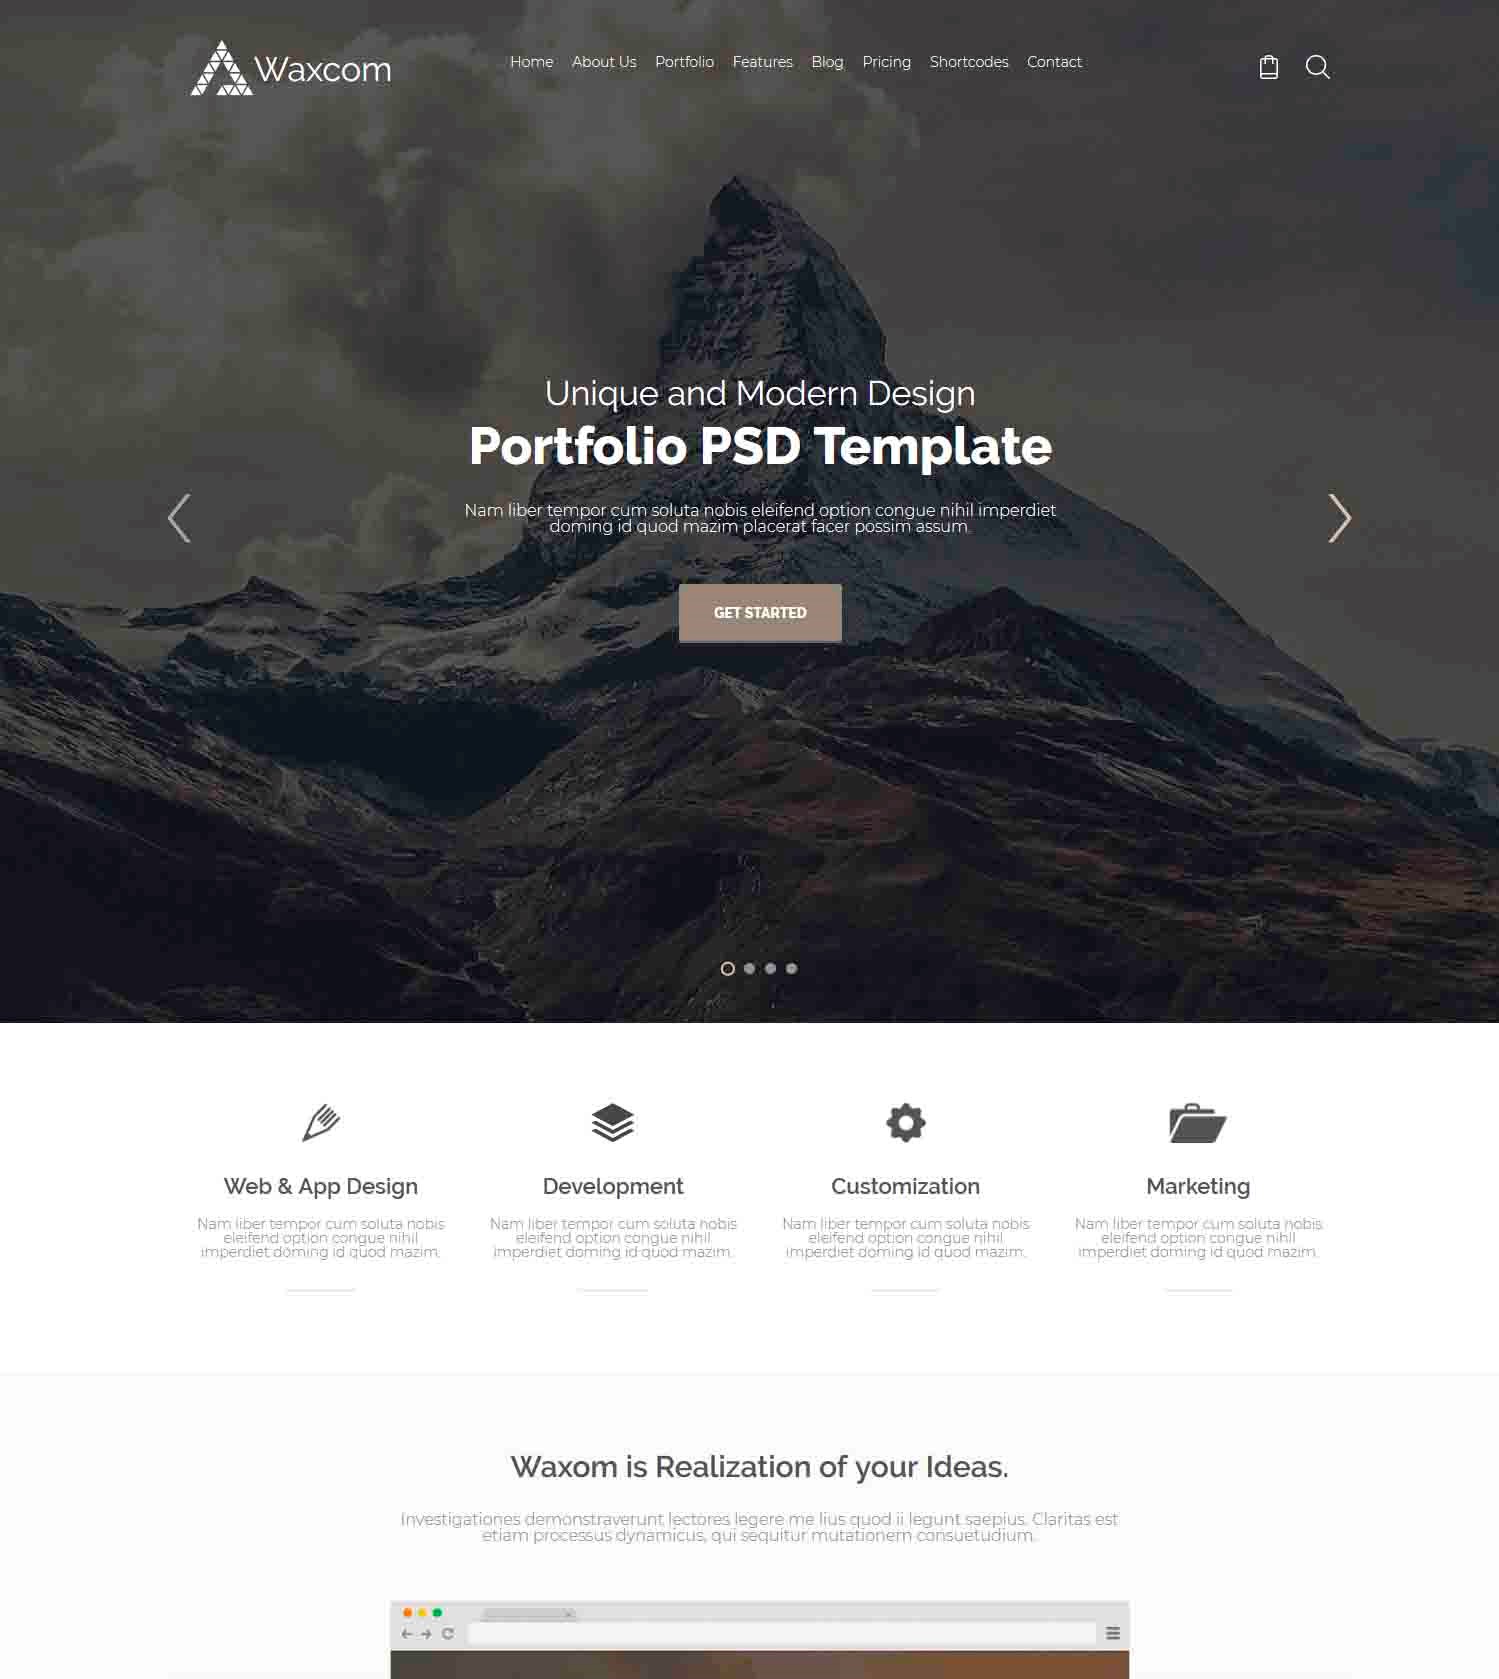 Waxcom
Home About Us Portfolio Features Blog Pricing Shortcodes Contact
Unique and Modern Design
Portfolio PSD Template
Nam liber tempor cum soluta nobis eleifend option congue nihil imperdiet
doming id quod mazim placerat facer possim assum.
GET STARTED
Web & App Design
Nam liber tempor cum soluta nobis
eleifend option congue nihil
imperdiet doming id quod mazim.
Development
Nam liber tempor cum soluta nobis
eleifend option congue nihil
imperdiet doming id quod mazim.
Customization
Nam liber tempor cum soluta nobis
eleifend option congue nihil
imperdiet doming id quod mazim.
Marketing
Nam liber tempor cum soluta nobis
eleifend option congue nihil
imperdiet doming id quod mazim.
Waxom is Realization of your Ideas.
Investigationes demonstraverunt lectores legere me lius quod ii legunt saepius. Claritas est
etiam processus dynamicus, qui sequitur mutationem consuetudium.